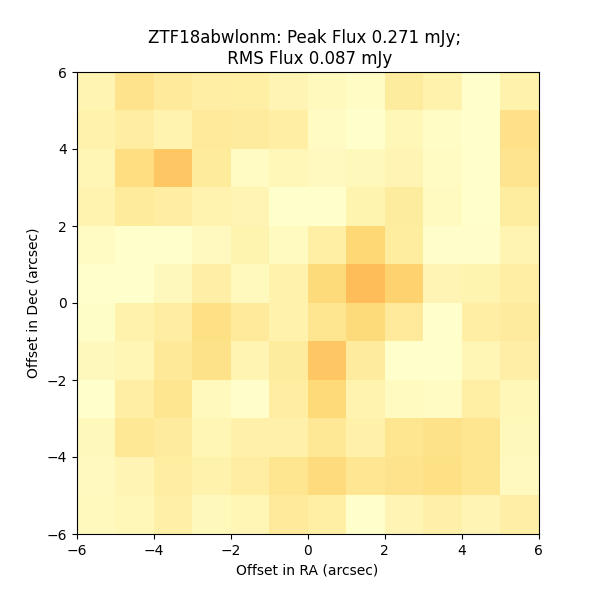 ZTF18abwlonm: Peak Flux 0.271 mJy;
RMS Flux 0.087 mJy
6
4
2
0
−2
−4
−6
Offset in Dec (arcsec)
−6 −4 −2 0 2 4 6
Offset in RA (arcsec)